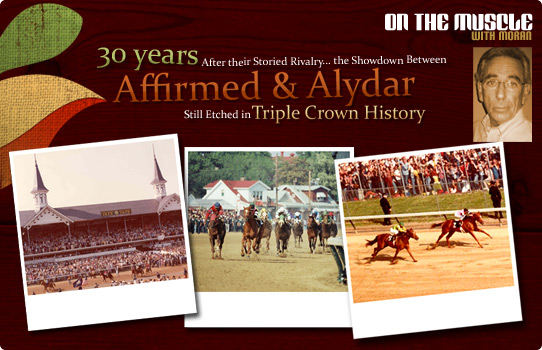 ON THE MUSCLE
WITH MORAN
30 years After their Storied Rivalry... the Showdown Between
Affirmed & Alydar
Still Etched in Triple Crown History